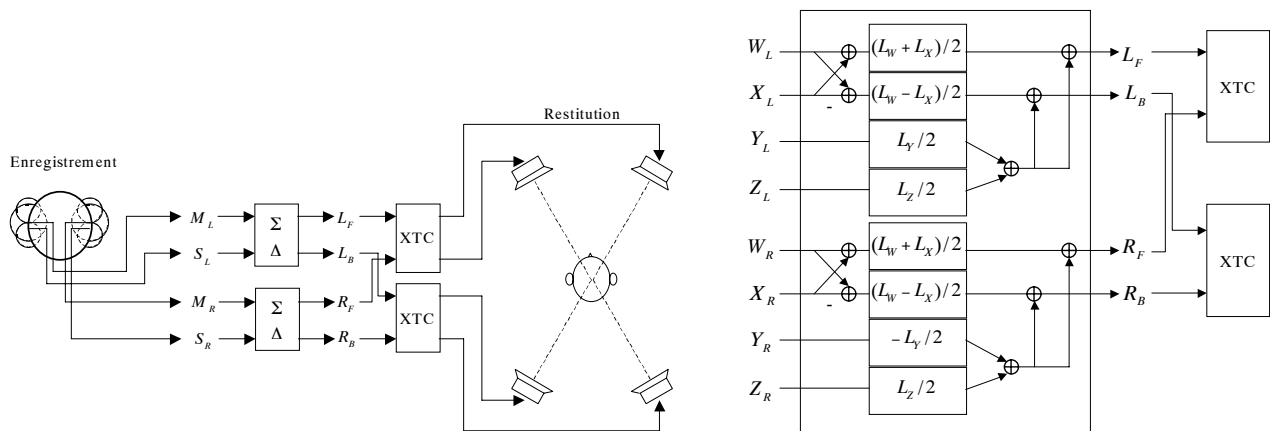 Enregistrement
Restitution
M_L
S_L
M_R
S_R
Σ
Δ
Σ
Δ
L_F
L_B
R_F
R_B
XTC
XTC
W_L
X_L
-
Y_L
Z_L
(L_W + L_X)/2
(L_W − L_X)/2
L_Y/2
L_Z/2
L_F
L_B
XTC
W_R
X_R
-
Y_R
Z_R
(L_W + L_X)/2
(L_W − L_X)/2
−L_Y/2
L_Z/2
R_F
R_B
XTC